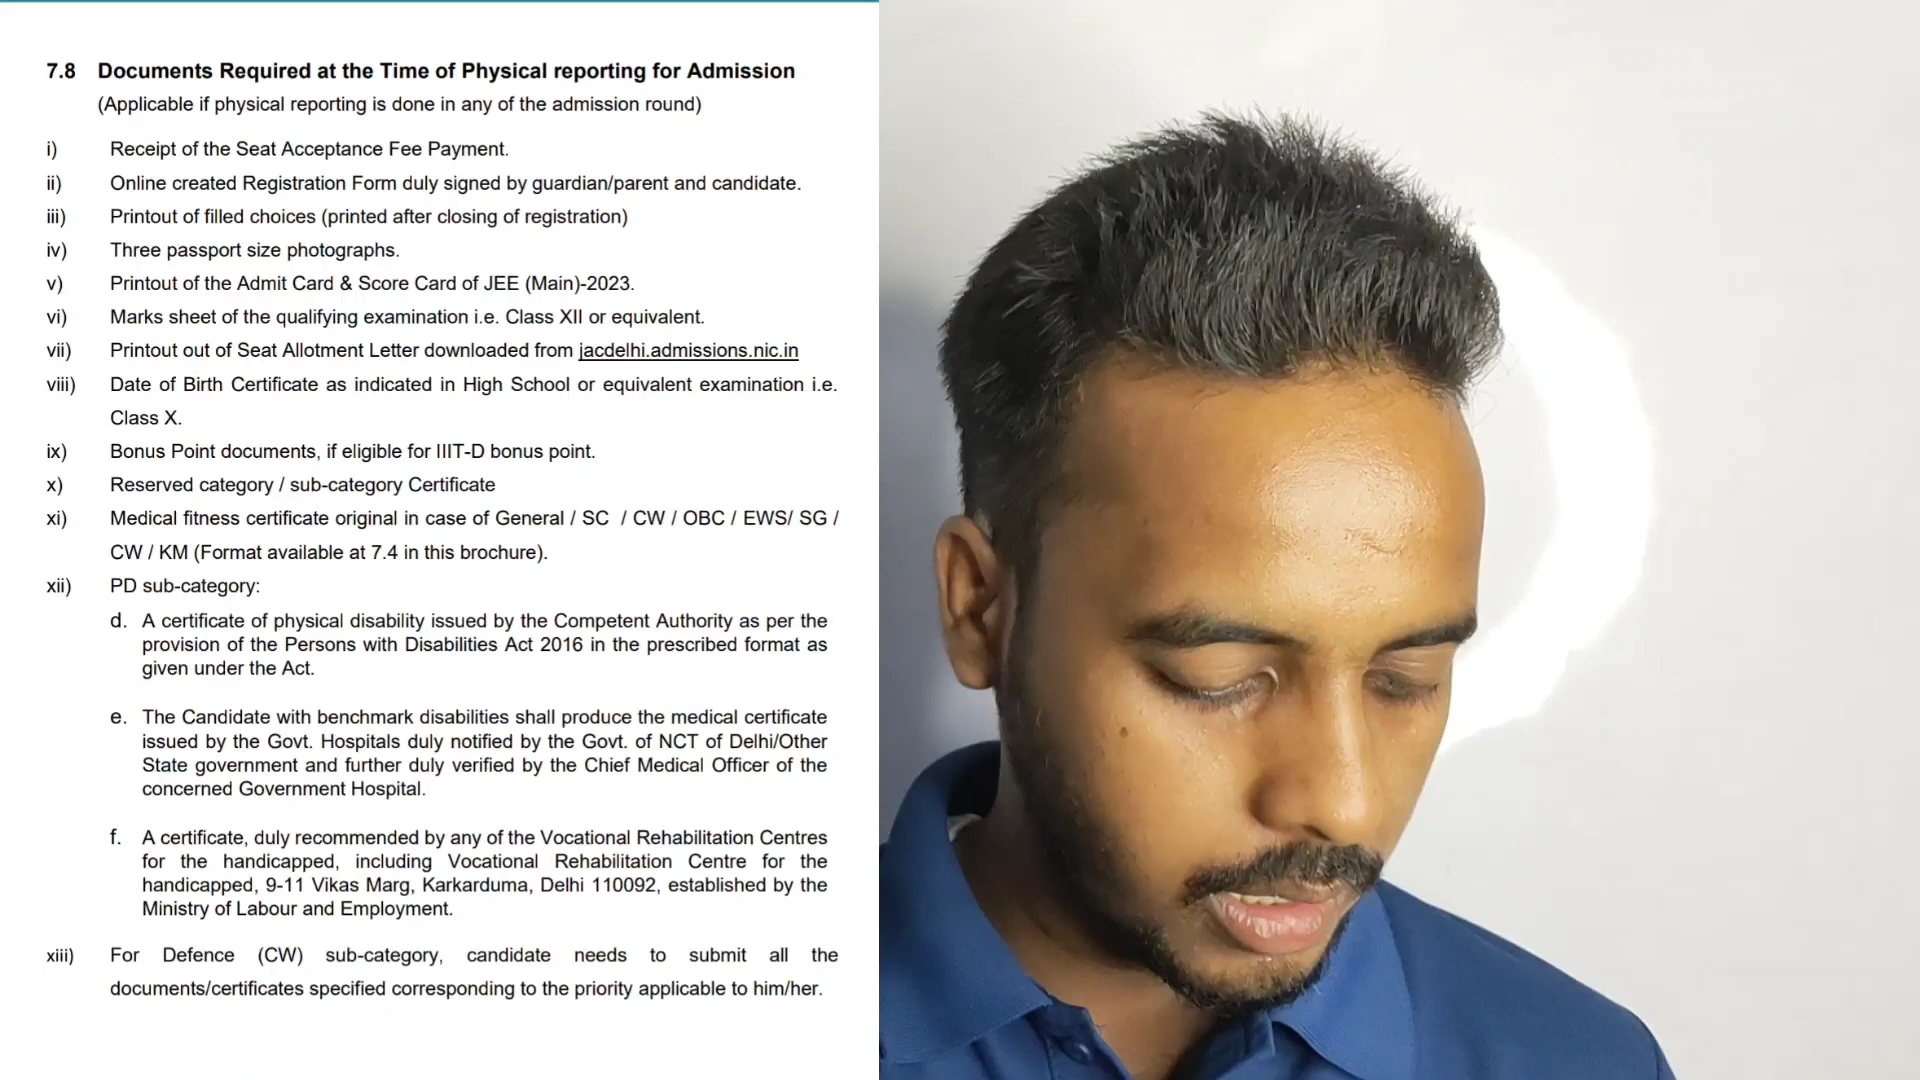 7.8 Documents Required at the Time of Physical reporting for Admission
(Applicable if physical reporting is done in any of the admission round)
i) Receipt of the Seat Acceptance Fee Payment.
ii) Online created Registration Form duly signed by guardian/parent and candidate.
iii) Printout of filled choices (printed after closing of registration)
iv) Three passport size photographs.
v) Printout of the Admit Card & Score Card of JEE (Main)-2023.
vi) Marks sheet of the qualifying examination i.e. Class XII or equivalent.
vii) Printout out of Seat Allotment Letter downloaded from jacdelhi.admissions.nic.in
viii) Date of Birth Certificate as indicated in High School or equivalent examination i.e.
Class X.
ix) Bonus Point documents, if eligible for IIIT-D bonus point.
x) Reserved category / sub-category Certificate
xi) Medical fitness certificate original in case of General / SC / CW / OBC / EWS/ SG /
CW / KM (Format available at 7.4 in this brochure).
xii) PD sub-category:
d. A certificate of physical disability issued by the Competent Authority as per the
provision of the Persons with Disabilities Act 2016 in the prescribed format as
given under the Act.
e. The Candidate with benchmark disabilities shall produce the medical certificate
issued by the Govt. Hospitals duly notified by the Govt. of NCT of Delhi/Other
State government and further duly verified by the Chief Medical Officer of the
concerned Government Hospital.
f. A certificate, duly recommended by any of the Vocational Rehabilitation Centres
for the handicapped, including Vocational Rehabilitation Centre for the
handicapped, 9-11 Vikas Marg, Karkarduma, Delhi 110092, established by the
Ministry of Labour and Employment.
xiii) For Defence (CW) sub-category, candidate needs to submit all the
documents/certificates specified corresponding to the priority applicable to him/her.